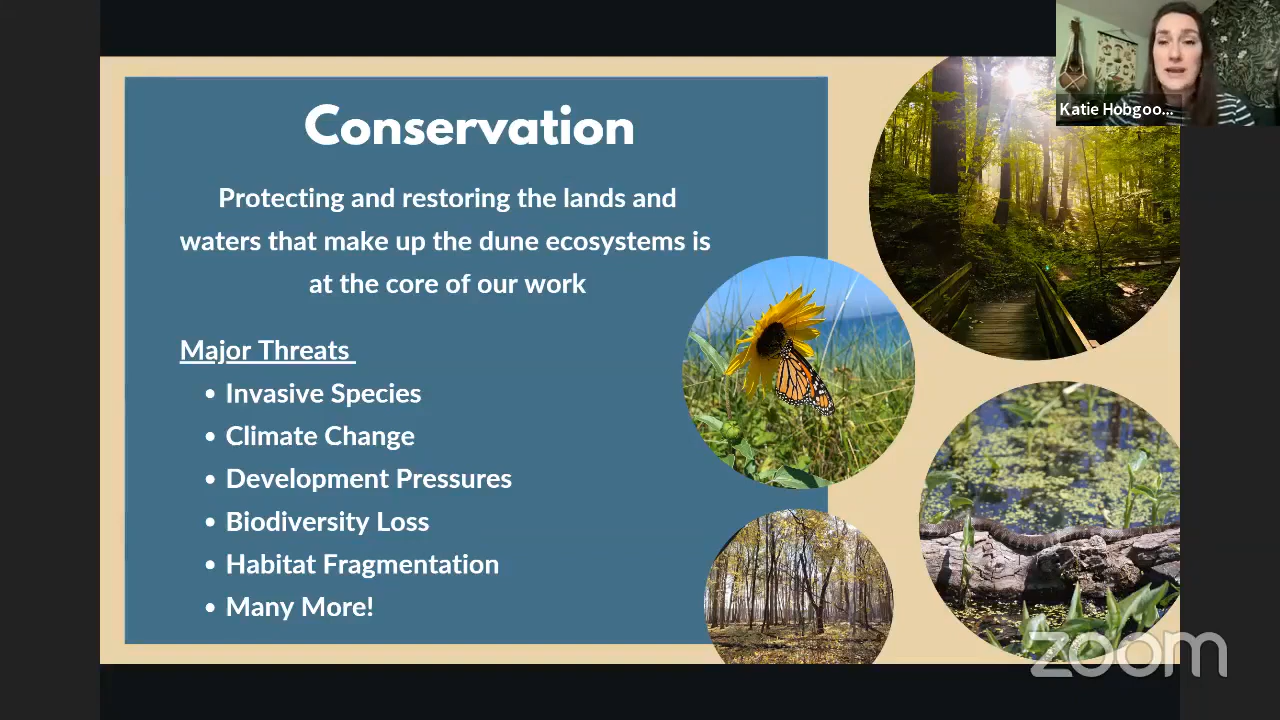 Conservation
Protecting and restoring the lands and
waters that make up the dune ecosystems is
at the core of our work
Major Threats
• Invasive Species
• Climate Change
• Development Pressures
• Biodiversity Loss
• Habitat Fragmentation
• Many More!
Katie Hobgoo...
zoom